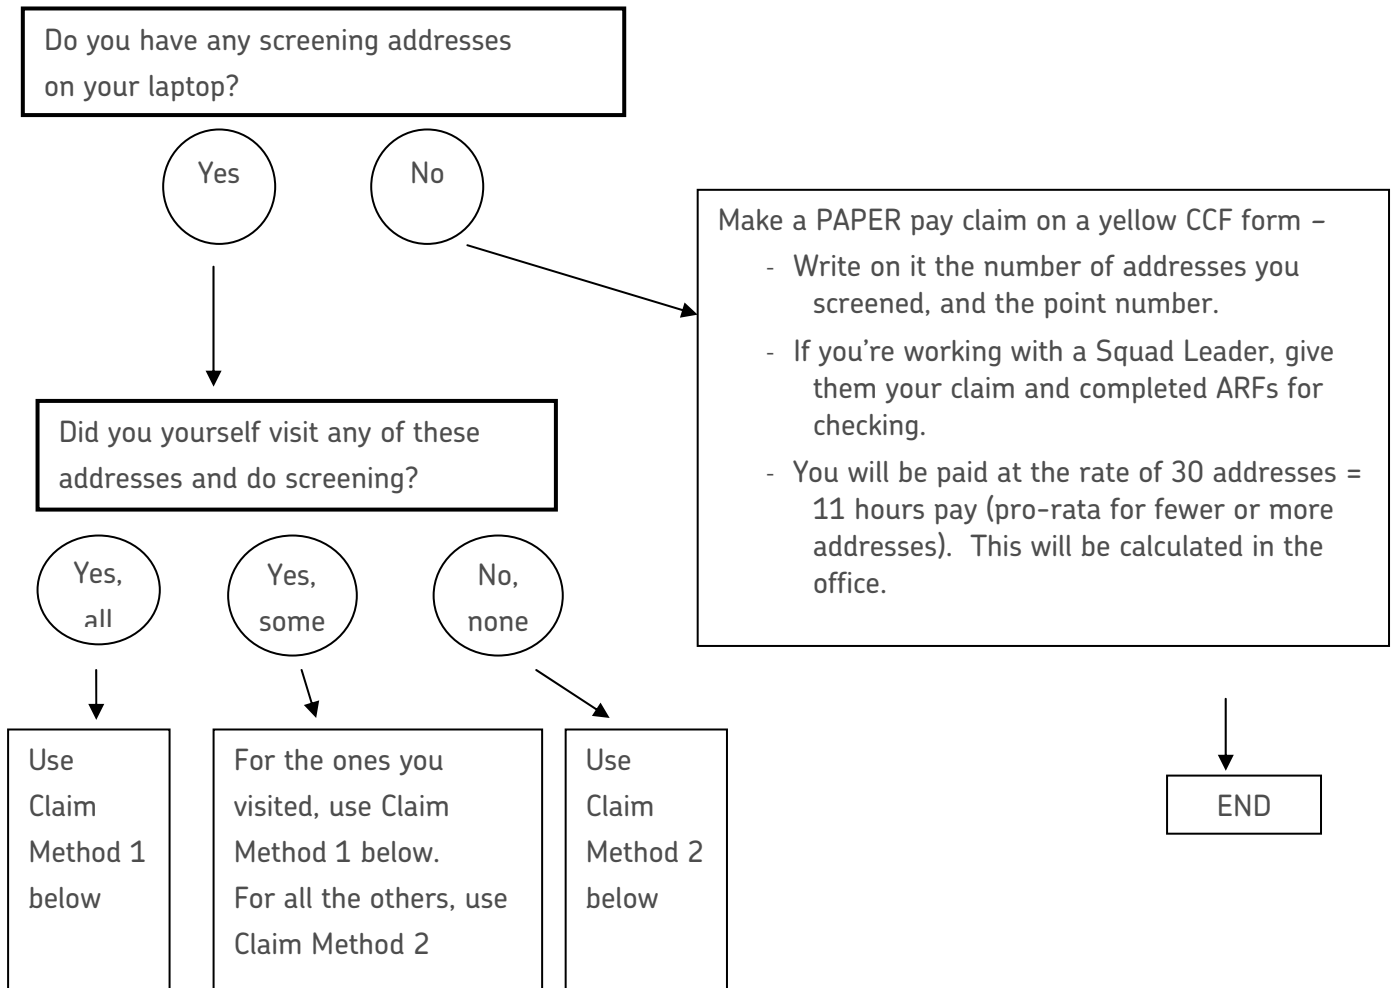 Do you have any screening addresses
on your laptop?
Yes
No
Make a PAPER pay claim on a yellow CCF form –
- Write on it the number of addresses you
screened, and the point number.
- If you’re working with a Squad Leader, give
them your claim and completed ARFs for
checking.
- You will be paid at the rate of 30 addresses =
11 hours pay (pro-rata for fewer or more
addresses).  This will be calculated in the
office.
Did you yourself visit any of these
addresses and do screening?
Yes,
all
Yes,
some
No,
none
Use
Claim
Method 1
below
For the ones you
visited, use Claim
Method 1 below.
For all the others, use
Claim Method 2
Use
Claim
Method 2
below
END